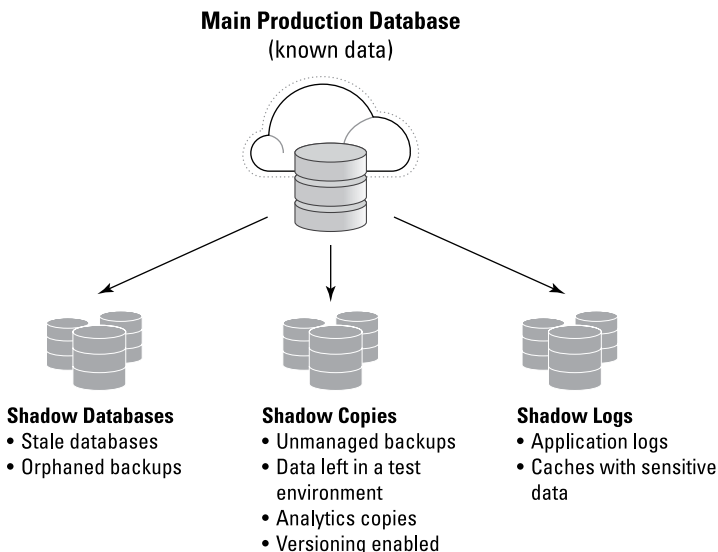 Main Production Database
(known data)
Shadow Databases
• Stale databases
• Orphaned backups
Shadow Copies
• Unmanaged backups
• Data left in a test
environment
• Analytics copies
• Versioning enabled
Shadow Logs
• Application logs
• Caches with sensitive
data